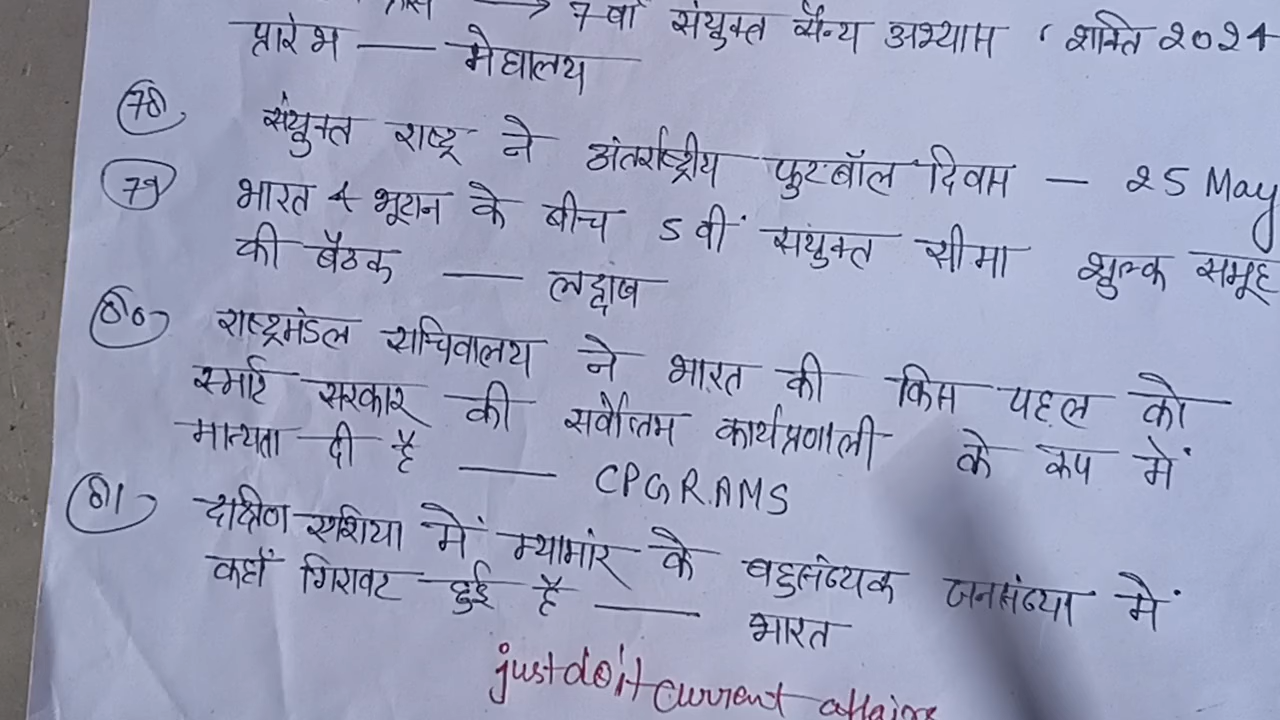 → 7वाँ संयुक्त सैन्य अभ्यास ‘ शक्ति 2024
प्रारंभ — मेघालय
78 संयुक्त राष्ट्र ने अंतर्राष्ट्रीय फुटबॉल दिवस — 25 May
79 भारत & भूटान के बीच 5 वीं संयुक्त सीमा शुल्क समूह
की बैठक — लद्दाख
80 राष्ट्रमंडल सचिवालय ने भारत की किस पहल को
स्मार्ट सरकार की सर्वोत्तम कार्यप्रणाली के रूप में
मान्यता दी है — CPGRAMS
81 दक्षिण एशिया में म्यामांर के बहुसंख्यक जनसंख्या में
कहाँ गिरावट हुई है — भारत
just do it current affairs